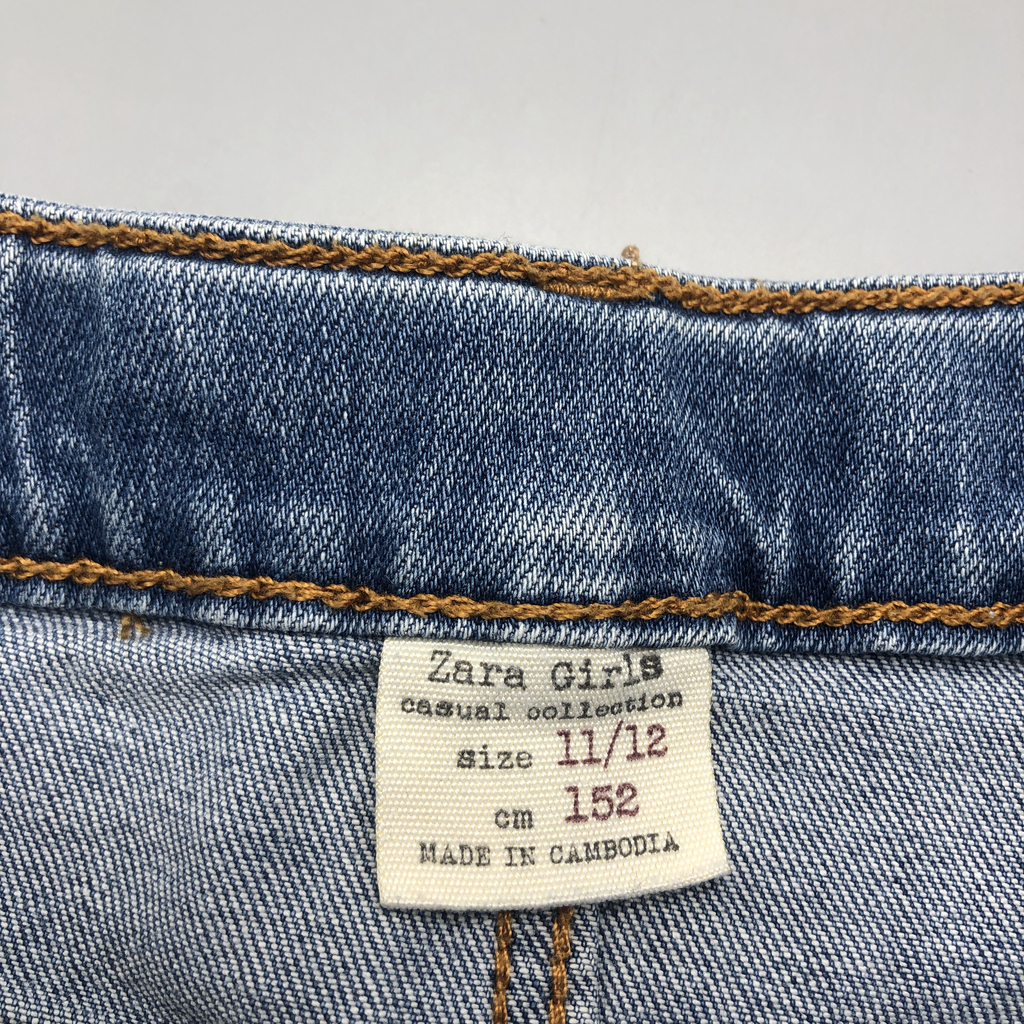 Zara Girls
casual collection
size 11/12
cm 152
MADE IN CAMBODIA